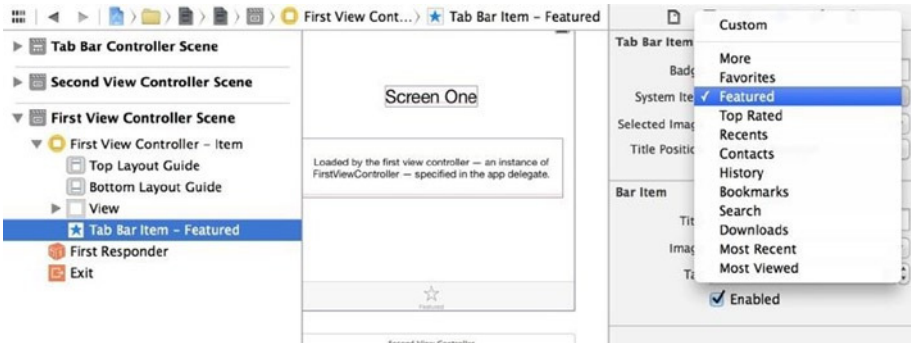 First View Cont...
Tab Bar Item – Featured
Tab Bar Controller Scene
Second View Controller Scene
First View Controller Scene
First View Controller – Item
Top Layout Guide
Bottom Layout Guide
View
Tab Bar Item – Featured
First Responder
Exit
Screen One
Loaded by the first view controller — an instance of
FirstViewController — specified in the app delegate.
Featured
Second View Controller
Tab Bar Item
Badg
System Ite
Selected Imag
Title Positio
Bar Item
Tit
Imag
Ta
Enabled
Custom
More
Favorites
✓ Featured
Top Rated
Recents
Contacts
History
Bookmarks
Search
Downloads
Most Recent
Most Viewed